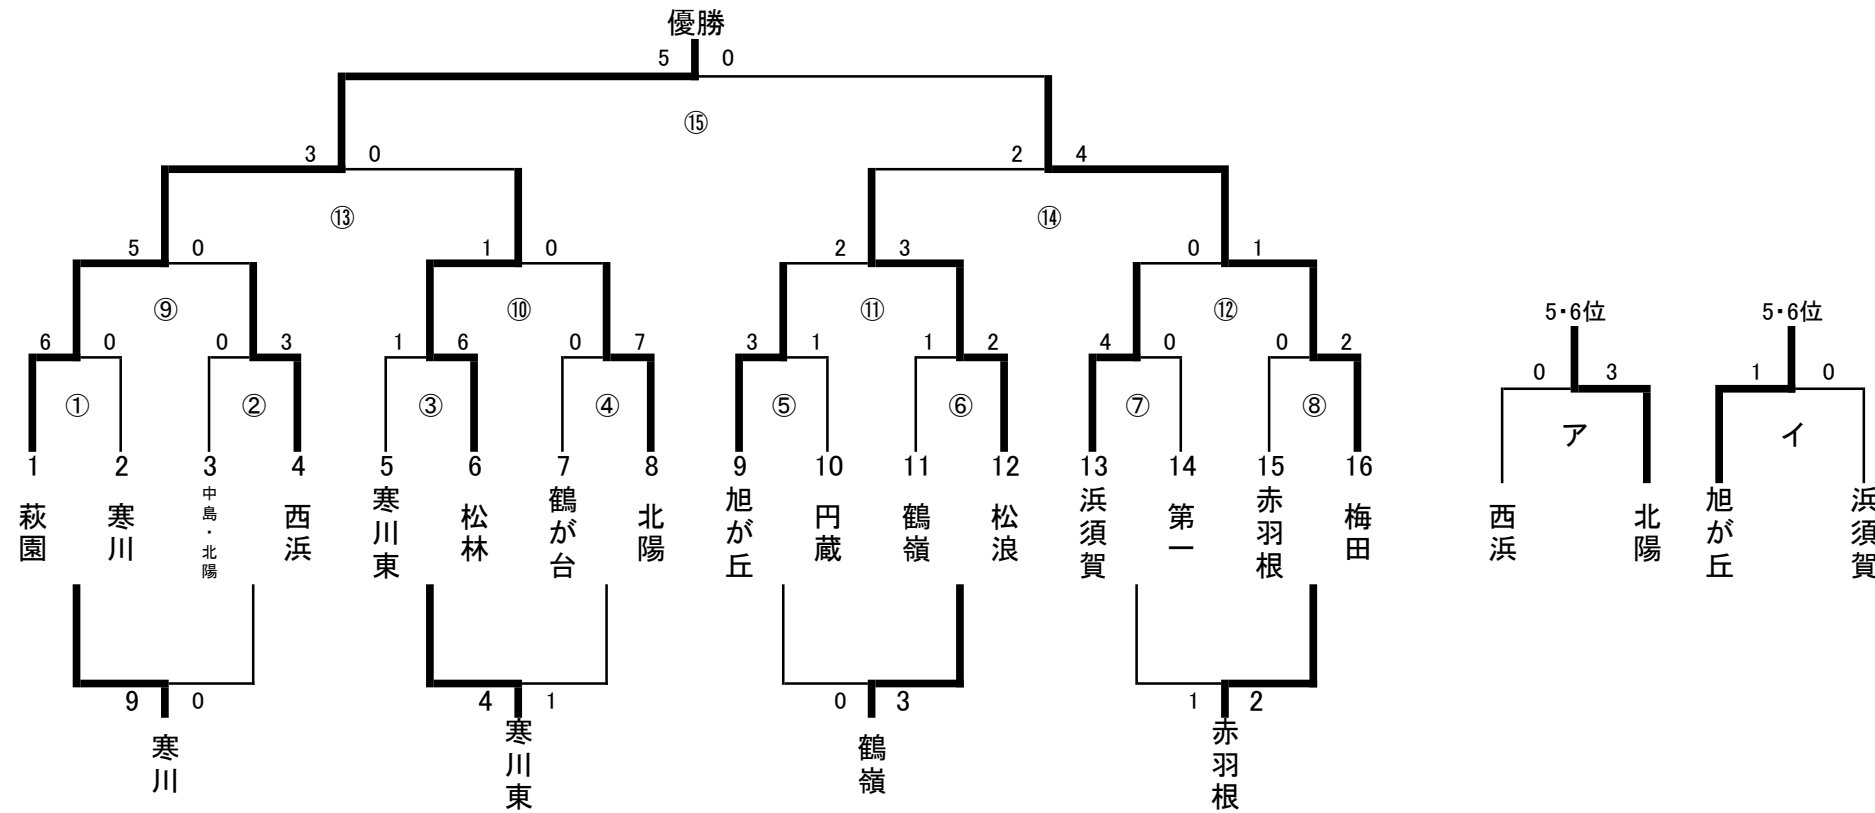 優勝
5 0
⑮
3 0 2 4
⑬ ⑭
5 0 1 0 2 3 0 1
⑨ ⑩ ⑪ ⑫ 5・6位 5・6位
6 0 0 3 1 6 0 7 3 1 1 2 4 0 0 2
0 3 1 0
① ② ③ ④ ⑤ ⑥ ⑦ ⑧ ア イ
1 2 3 4 5 6 7 8 9 10 11 12 13 14 15 16
萩園
寒川
中島・北陽
西浜
寒川東
松林
鶴が台
北陽
旭が丘
円蔵
鶴嶺
松浪
浜須賀
第一
赤羽根
梅田
西浜
北陽
旭が丘
浜須賀
9 0 4 1 0 3 1 2
寒川
寒川東
鶴嶺
赤羽根